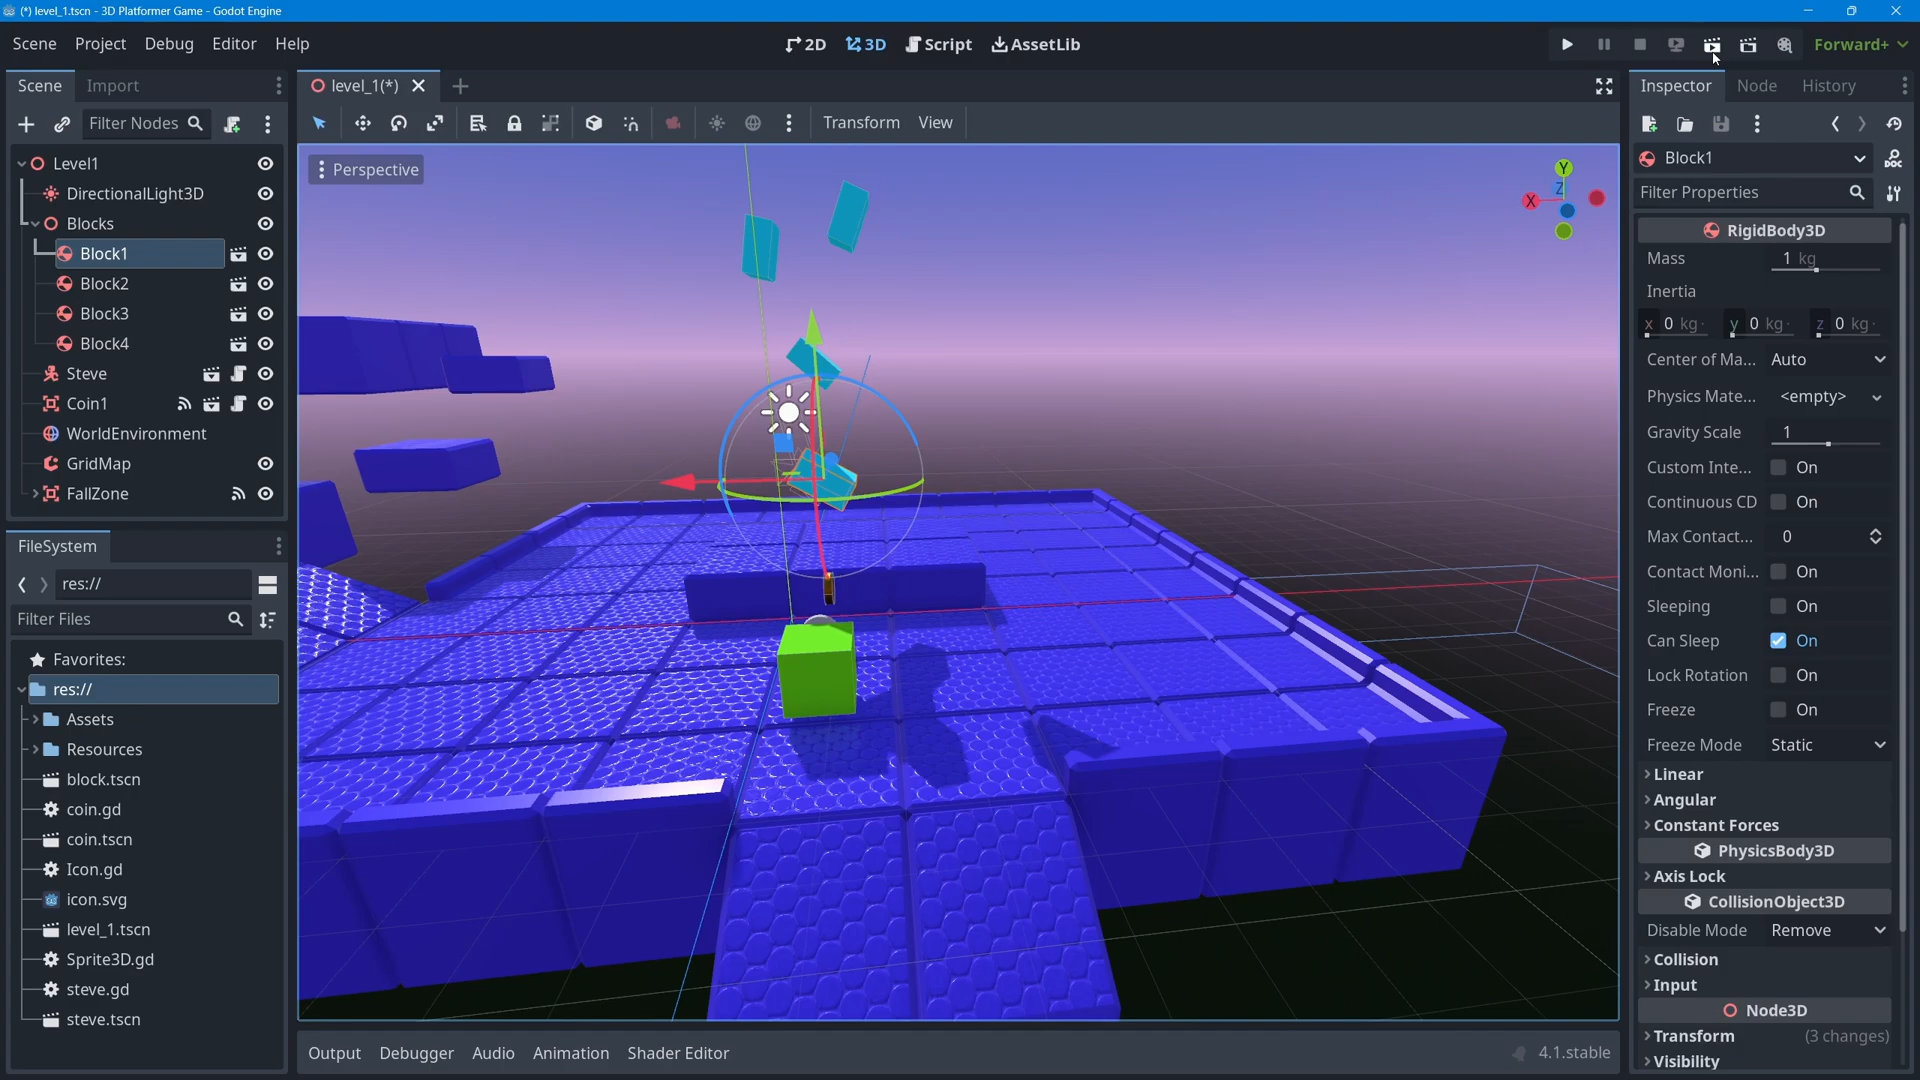 (*) level_1.tscn - 3D Platformer Game - Godot Engine
Scene Project Debug Editor Help
2D 3D Script AssetLib
Forward+
Scene Import
level_1(*)
Inspector Node History
Filter Nodes
Transform View
Block1
Filter Properties
Level1
DirectionalLight3D
Blocks
Block1
Block2
Block3
Block4
Steve
Coin1
WorldEnvironment
GridMap
FallZone
FileSystem
res://
Filter Files
Favorites:
res://
Assets
Resources
block.tscn
coin.gd
coin.tscn
Icon.gd
icon.svg
level_1.tscn
Sprite3D.gd
steve.gd
steve.tscn
Perspective
Y
Z
X
Output Debugger Audio Animation Shader Editor
4.1.stable
RigidBody3D
Mass 1 kg
Inertia
x 0 kg· y 0 kg· z 0 kg·
Center of Ma... Auto
Physics Mate... <empty>
Gravity Scale 1
Custom Inte... On
Continuous CD On
Max Contact... 0
Contact Moni... On
Sleeping On
Can Sleep On
Lock Rotation On
Freeze On
Freeze Mode Static
Linear
Angular
Constant Forces
PhysicsBody3D
Axis Lock
CollisionObject3D
Disable Mode Remove
Collision
Input
Node3D
Transform (3 changes)
Visibility